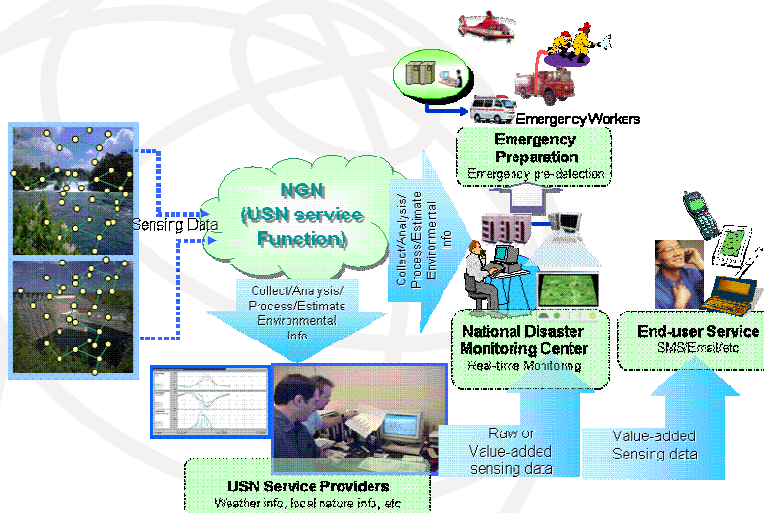 Emergency Workers
Emergency
Preparation
Emergency pre-detection
NGN
(USN service
Function)
Sensing Data
Collect/Analysis/
Process/Estimate
Environmental
Info
Collect/Analysis/
Process/Estimate
Environmental
Info
National Disaster
Monitoring Center
Real-time Monitoring
End-user Service
SMS/Email/etc
Raw or
Value-added
sensing data
Value-added
Sensing data
USN Service Providers
Weather info, local nature info, etc